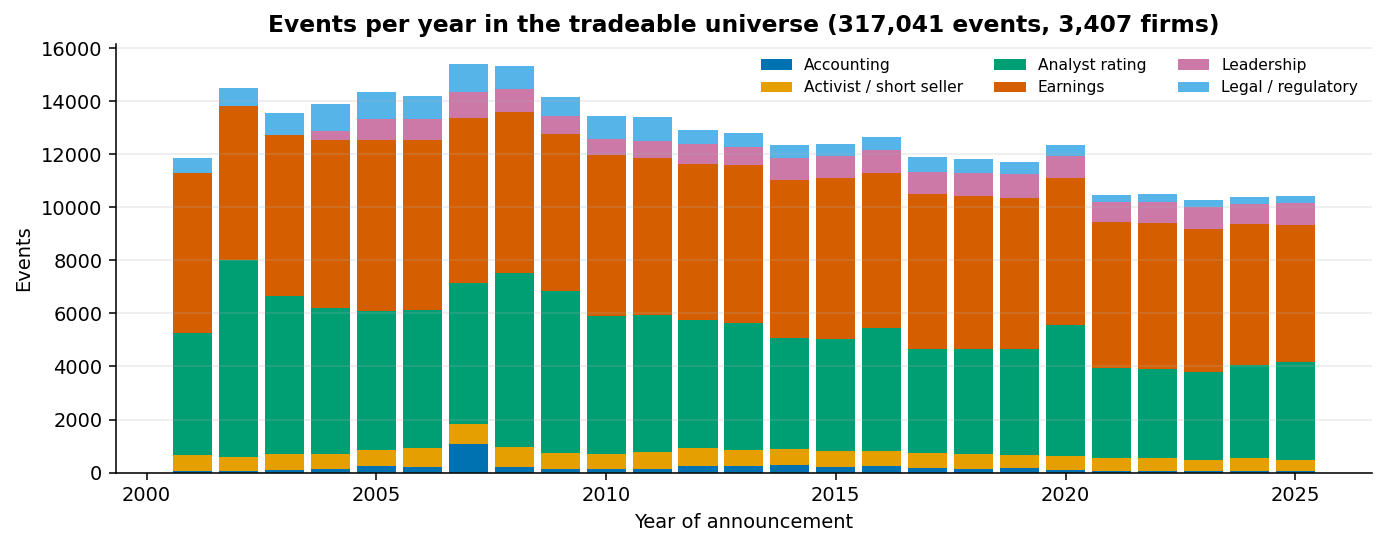 Events per year in the tradeable universe (317,041 events, 3,407 firms)
16000
14000
12000
10000
8000
6000
4000
2000
0
Events
Accounting
Activist / short seller
Analyst rating
Earnings
Leadership
Legal / regulatory
2000 2005 2010 2015 2020 2025
Year of announcement